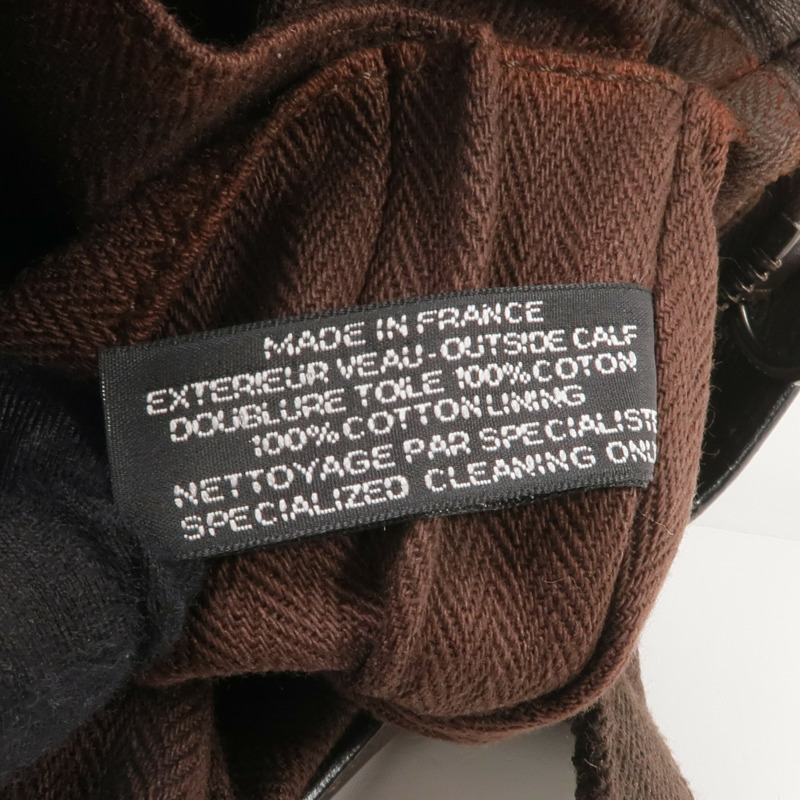 MADE IN FRANCE
EXTERIEUR VEAU-OUTSIDE CALF
DOUBLURE TOILE 100% COTON
100% COTTON LINING
NETTOYAGE PAR SPECIALISTE
SPECIALIZED CLEANING ONL